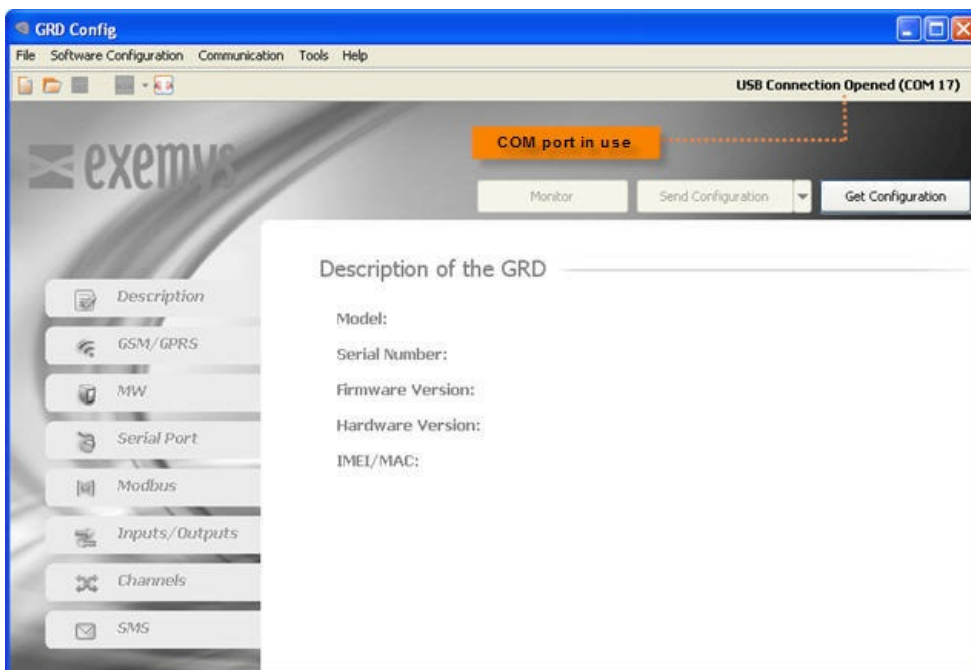 GRD Config
File Software Configuration Communication Tools Help
USB Connection Opened (COM 17)
COM port in use
exemys
Monitor Send Configuration Get Configuration
Description of the GRD
Description
GSM/GPRS
MW
Serial Port
Modbus
Inputs/Outputs
Channels
SMS
Model:
Serial Number:
Firmware Version:
Hardware Version:
IMEI/MAC: